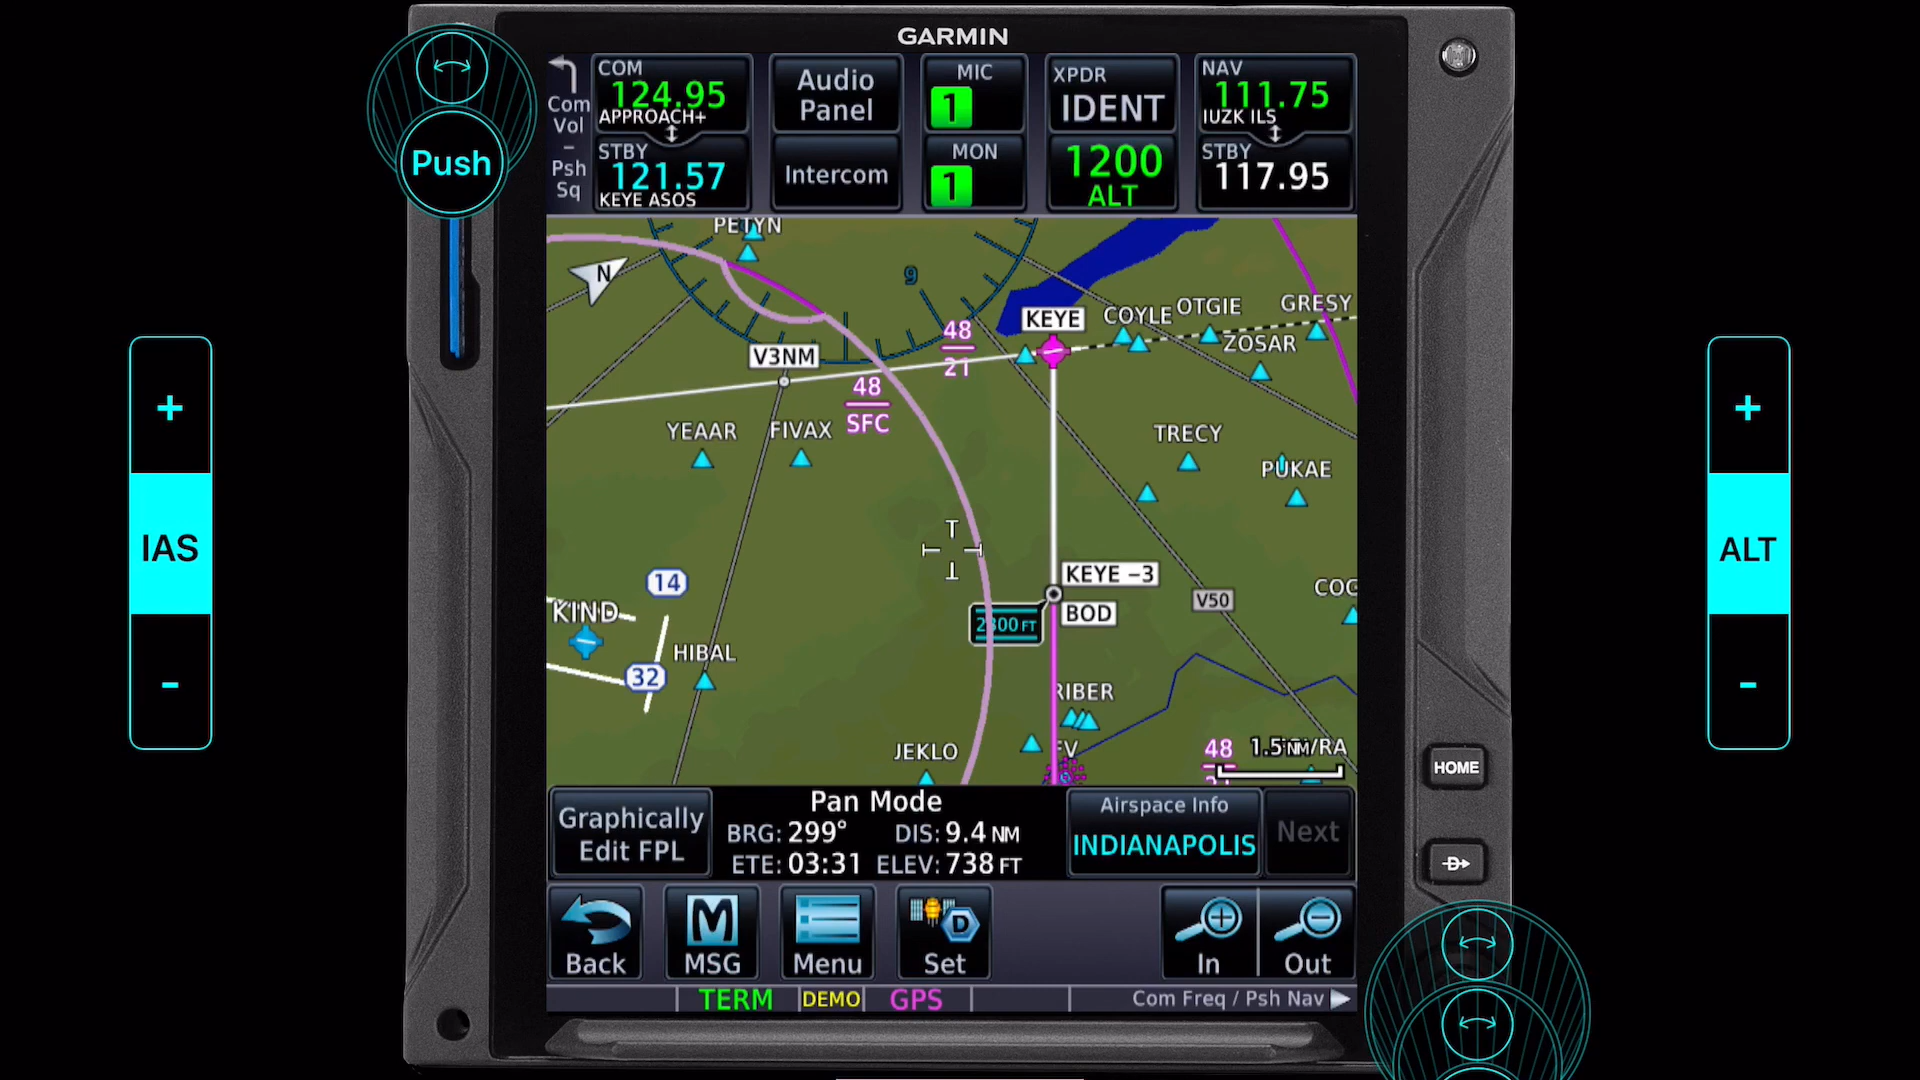 GARMIN
Com
Vol
–
Psh
Sq
COM
124.95
APPROACH+
STBY
121.57
KEYE ASOS
Audio
Panel
Intercom
MIC
1
MON
1
XPDR
IDENT
1200
ALT
NAV
111.75
IUZK ILS
STBY
117.95
Push
PETYN
N
9
KEYE
COYLE
OTGIE
GRESY
ZOSAR
48
21
V3NM
48
SFC
YEAAR
FIVAX
TRECY
PUKAE
+
IAS
-
+
ALT
-
14
KIND
KEYE −3
BOD
V50
COG
HIBAL
32
RIBER
JEKLO
48
1.5NM
HOME
Graphically
Edit FPL
Pan Mode
BRG: 299° DIS: 9.4 NM
ETE: 03:31 ELEV: 738 FT
Airspace Info
INDIANAPOLIS
Next
Back
MSG
Menu
D
Set
In
Out
TERM
DEMO
GPS
Com Freq / Psh Nav